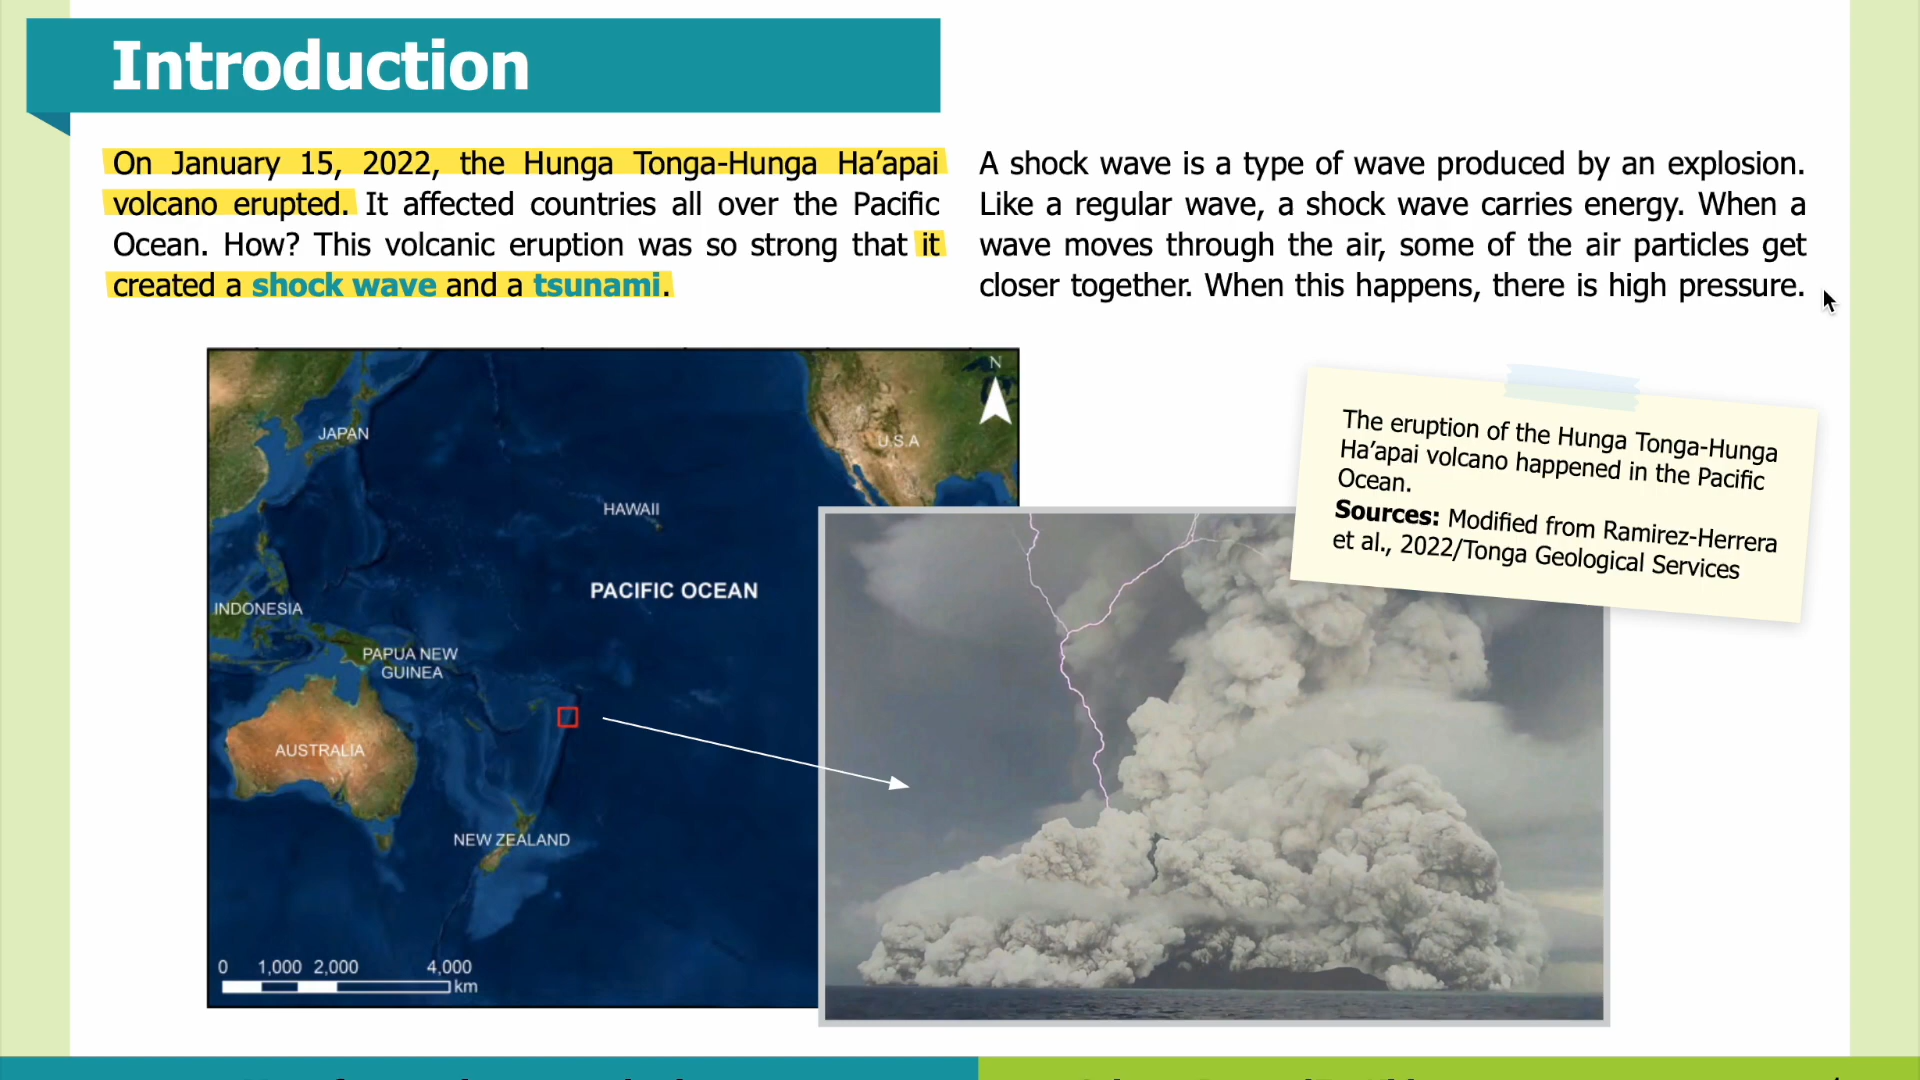 Introduction
On January 15, 2022, the Hunga Tonga-Hunga Ha’apai
volcano erupted. It affected countries all over the Pacific
Ocean. How? This volcanic eruption was so strong that it
created a shock wave and a tsunami.
A shock wave is a type of wave produced by an explosion.
Like a regular wave, a shock wave carries energy. When a
wave moves through the air, some of the air particles get
closer together. When this happens, there is high pressure.
N
JAPAN
U.S.A
HAWAII
PACIFIC OCEAN
INDONESIA
PAPUA NEW
GUINEA
AUSTRALIA
NEW ZEALAND
0 1,000 2,000 4,000
km
The eruption of the Hunga Tonga-Hunga
Ha’apai volcano happened in the Pacific
Ocean.
Sources: Modified from Ramirez-Herrera
et al., 2022/Tonga Geological Services